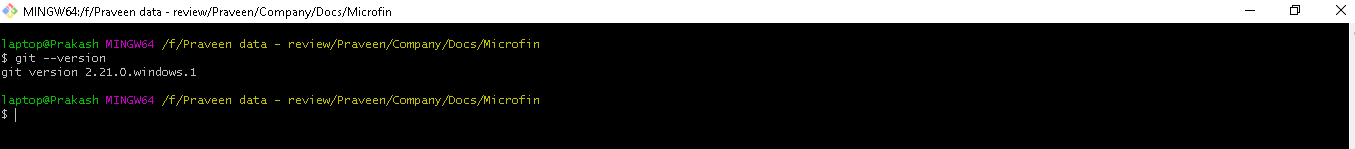 MINGW64:/f/Praveen data - review/Praveen/Company/Docs/Microfin
laptop@Prakash MINGW64 /f/Praveen data - review/Praveen/Company/Docs/Microfin
$ git --version
git version 2.21.0.windows.1
laptop@Prakash MINGW64 /f/Praveen data - review/Praveen/Company/Docs/Microfin
$